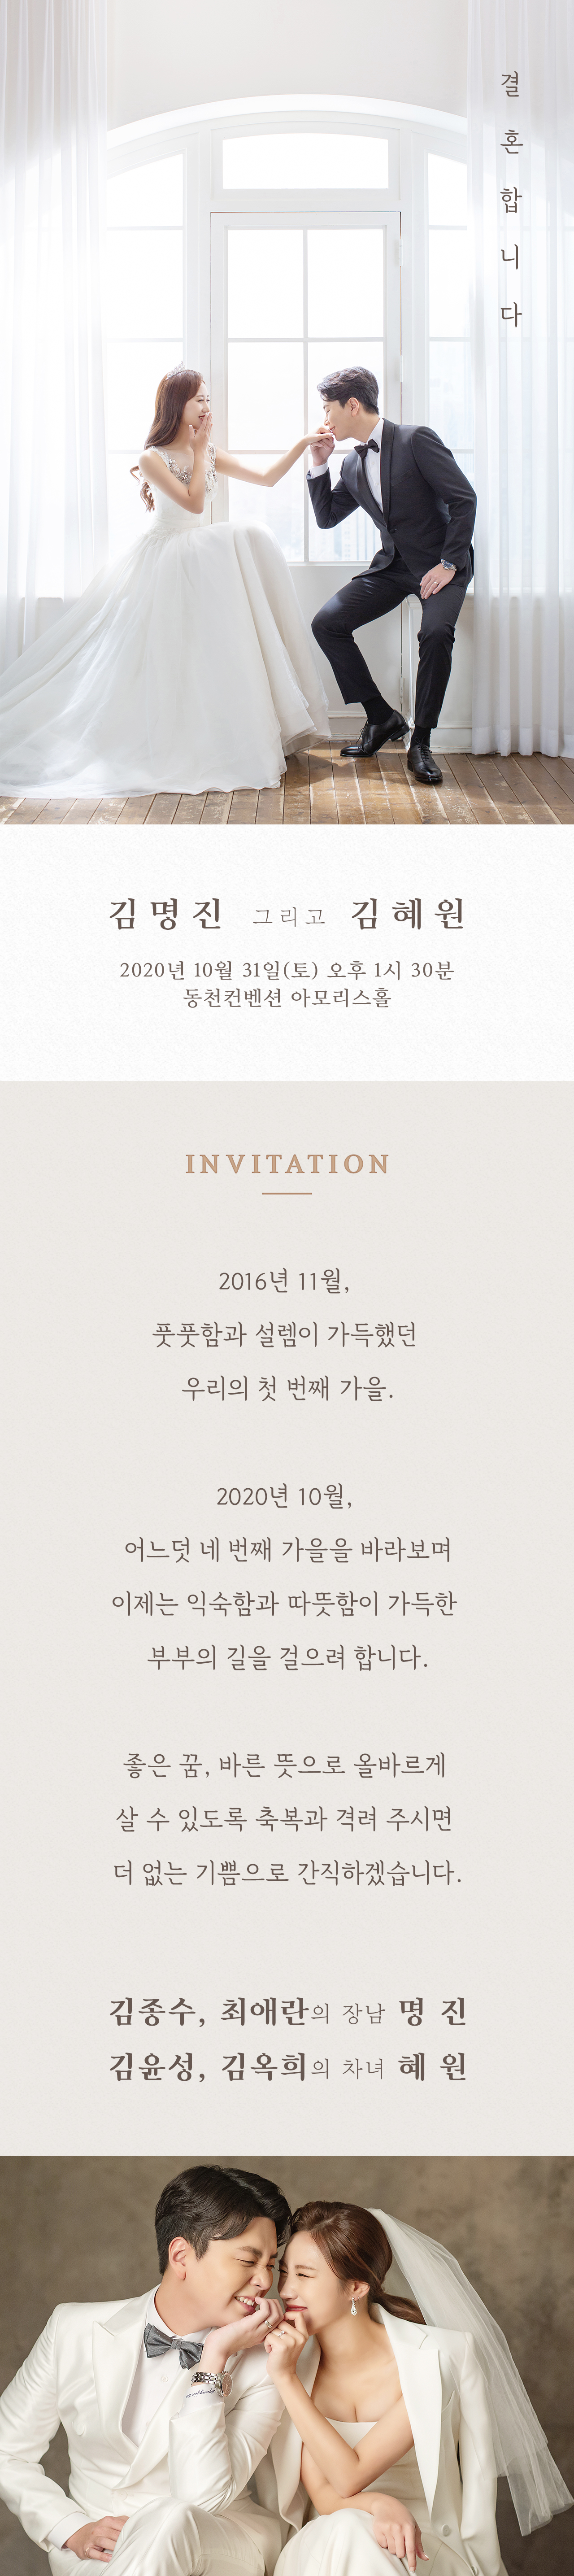 결혼합니다
김명진 그리고 김혜원
2020년 10월 31일(토) 오후 1시 30분
동천컨벤션 아모리스홀
INVITATION
2016년 11월,
풋풋함과 설렘이 가득했던
우리의 첫 번째 가을.
2020년 10월,
어느덧 네 번째 가을을 바라보며
이제는 익숙함과 따뜻함이 가득한
부부의 길을 걸으려 합니다.
좋은 꿈, 바른 뜻으로 올바르게
살 수 있도록 축복과 격려 주시면
더 없는 기쁨으로 간직하겠습니다.
김종수, 최애란의 장남 명 진
김윤성, 김옥희의 차녀 혜 원